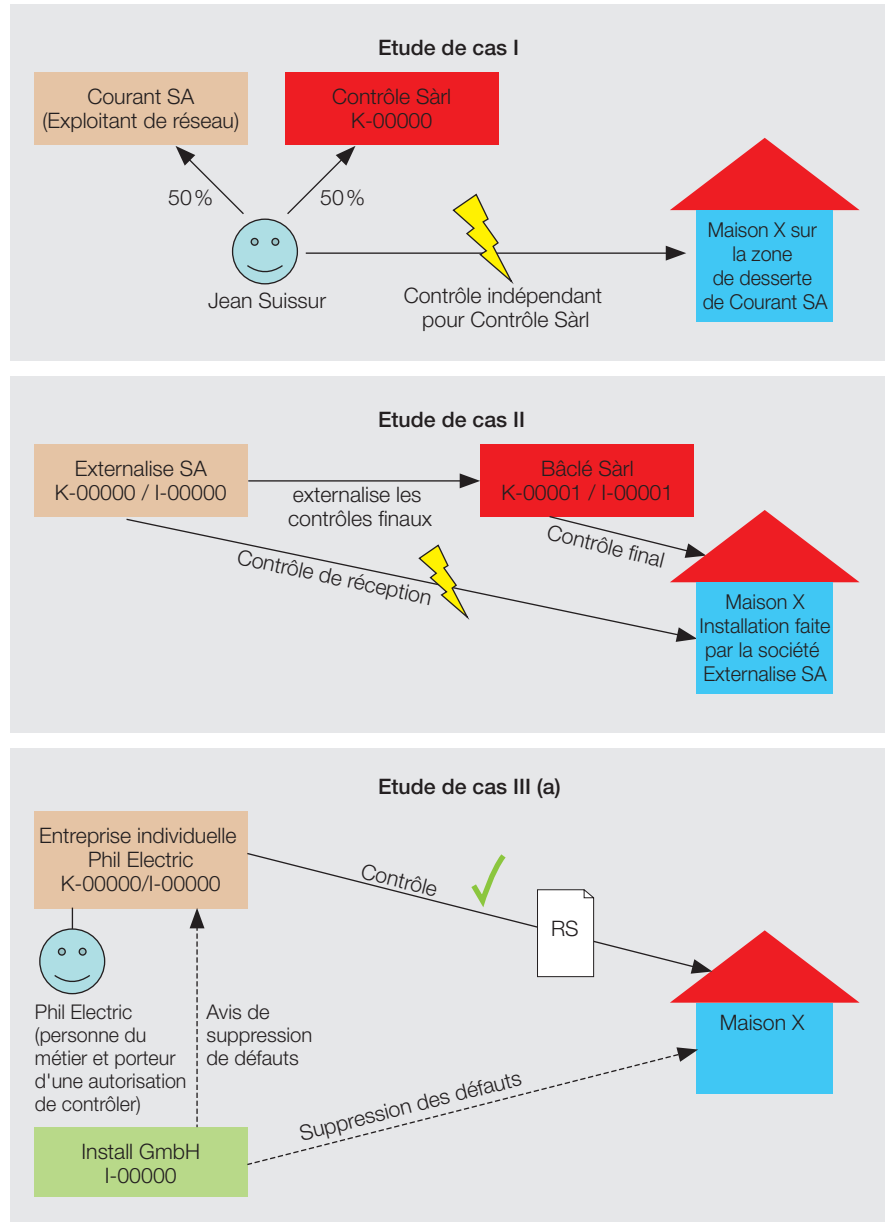 Etude de cas I
Courant SA
(Exploitant de réseau)
Contrôle Sàrl
K-00000
50 %
50 %
Jean Suissur
Contrôle indépendant
pour Contrôle Sàrl
Maison X sur
la zone
de desserte
de Courant SA
Etude de cas II
Externalise SA
K-00000 / I-00000
externalise les
contrôles finaux
Bâclé Sàrl
K-00001 / I-00001
Contrôle final
Contrôle de réception
Maison X
Installation faite
par la société
Externalise SA
Etude de cas III (a)
Entreprise individuelle
Phil Electric
K-00000/I-00000
Contrôle
RS
Phil Electric
(personne du
métier et porteur
d'une autorisation
de contrôler)
Avis de
suppression
de défauts
Maison X
Suppression des défauts
Install GmbH
I-00000